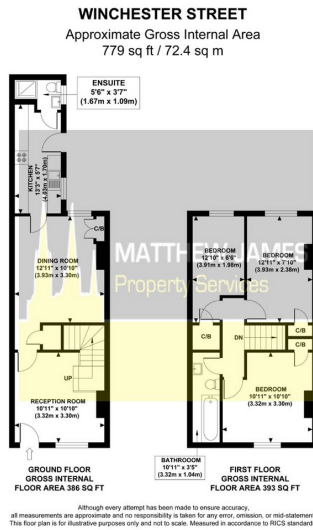 WINCHESTER STREET
Approximate Gross Internal Area
779 sq ft / 72.4 sq m
ENSUITE
5'6" x 3'7"
(1.67m x 1.09m)
KITCHEN
13'3" x 5'7"
(4.03m x 1.70m)
C/B
DINING ROOM
12'11" x 10'10"
(3.93m x 3.30m)
UP
RECEPTION ROOM
10'11" x 10'10"
(3.32m x 3.30m)
GROUND FLOOR
GROSS INTERNAL
FLOOR AREA 386 SQ FT
MATTHEW JAMES
Property Services
BEDROOM
12'10" x 6'6"
(3.91m x 1.98m)
BEDROOM
12'11" x 7'10"
(3.93m x 2.38m)
C/B
DN
C/B
C/B
BEDROOM
10'11" x 10'10"
(3.32m x 3.30m)
BATHROOOM
10'11" x 3'5"
(3.32m x 1.04m)
FIRST FLOOR
GROSS INTERNAL
FLOOR AREA 393 SQ FT
Although every attempt has been made to ensure accuracy,
all measurements are approximate and no responsibility is taken for any error, omission, or mid-statemen
This floor plan is for illustrative purposes only and not to scale. Measured in accordance to RICS standard